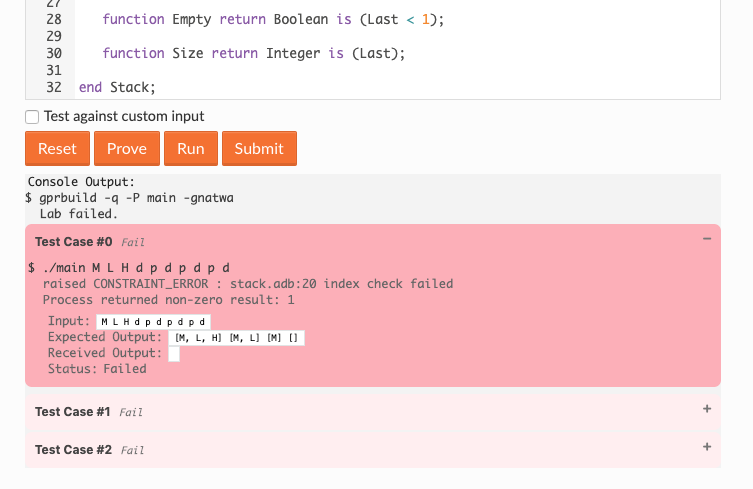 27
28 function Empty return Boolean is (Last < 1);
29
30 function Size return Integer is (Last);
31
32 end Stack;
Test against custom input
Reset Prove Run Submit
Console Output:
$ gprbuild -q -P main -gnatwa
Lab failed.
Test Case #0 Fail −
$ ./main M L H d p d p d p d
raised CONSTRAINT_ERROR : stack.adb:20 index check failed
Process returned non-zero result: 1
Input: M L H d p d p d p d
Expected Output: [M, L, H] [M, L] [M] []
Received Output:
Status: Failed
Test Case #1 Fail +
Test Case #2 Fail +